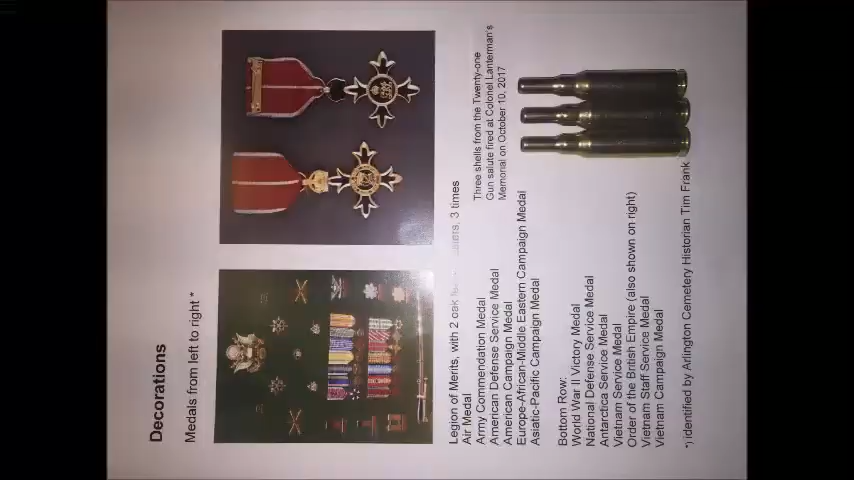 Decorations
Medals from left to right *
Legion of Merits, with 2 oak 3 times
Air Medal
Army Commendation Medal
American Defense Service Medal
American Campaign Medal
Europe-African-Middle Eastern Campaign Medal
Asiatic-Pacific Campaign Medal
Three shells from the Twenty-one
Gun salute fired at Colonel Lanterman's
Memorial on October 10, 2017
Bottom Row:
World War II Victory Medal
National Defense Service Medal
Antarctica Service Medal
Vietnam Service Medal
Order of the British Empire (also shown on right)
Vietnam Staff Service Medal
Vietnam Campaign Medal
*) identified by Arlington Cemetery Historian Tim Frank